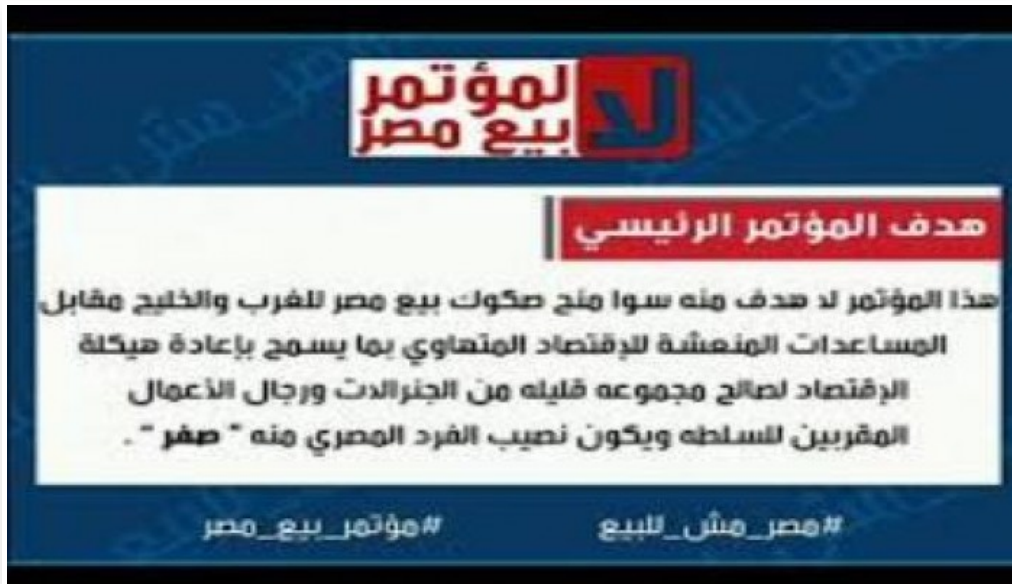 لا لمؤتمر
بيع مصر
هدف المؤتمر الرئيسي
هذا المؤتمر لا هدف منه سوا منح صكوك بيع مصر للغرب والخليج مقابل
المساعدات المنعشة للإقتصاد المتهاوي بما يسمح بإعادة هيكلة
الإقتصاد لصالح مجموعه قليله من الجنرالات ورجال الأعمال
المقربين للسلطه ويكون نصيب الفرد المصري منه " صفر " .
#مصر_مش_للبيع #مؤتمر_بيع_مصر